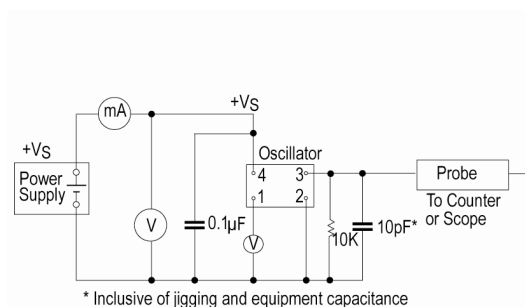 mA
+VS
+VS
Power
Supply
V
0.1µF
V
Oscillator
4 3
1 2
10K
10pF*
Probe
To Counter
or Scope
* Inclusive of jigging and equipment capacitance